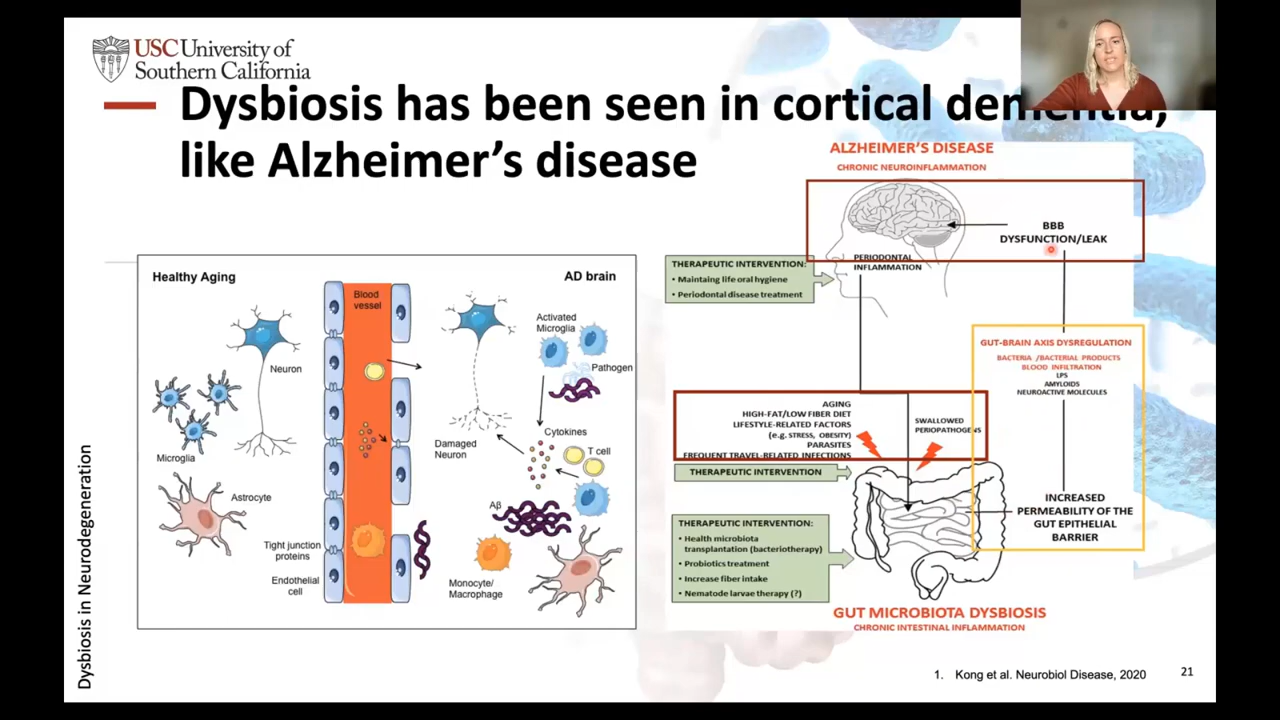 USC University of
Southern California
Dysbiosis has been seen in cortical dementia,
like Alzheimer's disease
Dysbiosis in Neurodegeneration
Healthy Aging
AD brain
Blood
vessel
Neuron
Microglia
Astrocyte
Tight junction
proteins
Endothelial
cell
Activated
Microglia
Pathogen
Cytokines
T cell
Damaged
Neuron
Aβ
Monocyte/
Macrophage
ALZHEIMER'S DISEASE
CHRONIC NEUROINFLAMMATION
BBB
DYSFUNCTION/LEAK
PERIODONTAL
INFLAMMATION
THERAPEUTIC INTERVENTION:
• Maintaing life oral hygiene
• Periodontal disease treatment
GUT-BRAIN AXIS DYSREGULATION
BACTERIA /BACTERIAL PRODUCTS
BLOOD INFILTRATION
LPS
AMYLOIDS
NEUROACTIVE MOLECULES
AGING
HIGH-FAT/LOW FIBER DIET
LIFESTYLE-RELATED FACTORS
(e.g. STRESS, OBESITY)
PARASITES
FREQUENT TRAVEL-RELATED INFECTIONS
SWALLOWED
PERIOPATHOGENS
THERAPEUTIC INTERVENTION
INCREASED
PERMEABILITY OF THE
GUT EPITHELIAL
BARRIER
THERAPEUTIC INTERVENTION:
• Health microbiota
transplantation (bacteriotherapy)
• Probiotics treatment
• Increase fiber intake
• Nematode larvae therapy (?)
GUT MICROBIOTA DYSBIOSIS
CHRONIC INTESTINAL INFLAMMATION
1. Kong et al. Neurobiol Disease, 2020
21